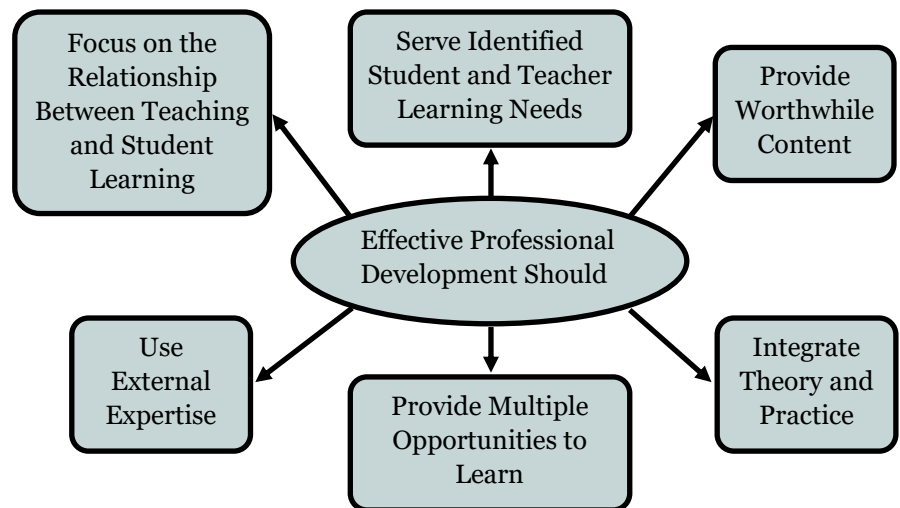 Focus on the
Relationship
Between Teaching
and Student
Learning
Serve Identified
Student and Teacher
Learning Needs
Provide
Worthwhile
Content
Effective Professional
Development Should
Use
External
Expertise
Provide Multiple
Opportunities to
Learn
Integrate
Theory and
Practice